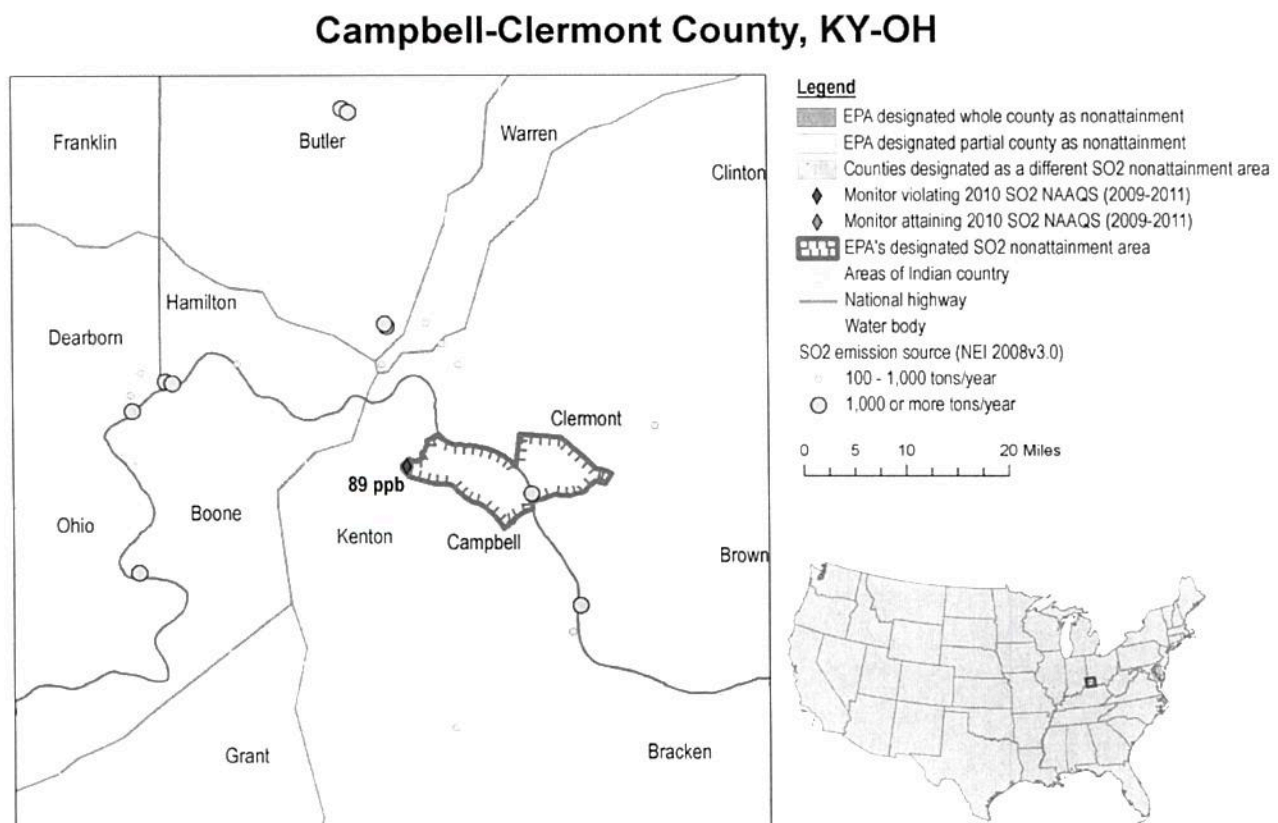 Campbell-Clermont County, KY-OH
Franklin
Butler
Warren
Clinton
Hamilton
Dearborn
Clermont
89 ppb
Ohio
Boone
Kenton
Campbell
Brown
Grant
Bracken
Legend
EPA designated whole county as nonattainment
EPA designated partial county as nonattainment
Counties designated as a different SO2 nonattainment area
Monitor violating 2010 SO2 NAAQS (2009-2011)
Monitor attaining 2010 SO2 NAAQS (2009-2011)
EPA's designated SO2 nonattainment area
Areas of Indian country
National highway
Water body
SO2 emission source (NEI 2008v3.0)
100 - 1,000 tons/year
1,000 or more tons/year
0 5 10 20 Miles